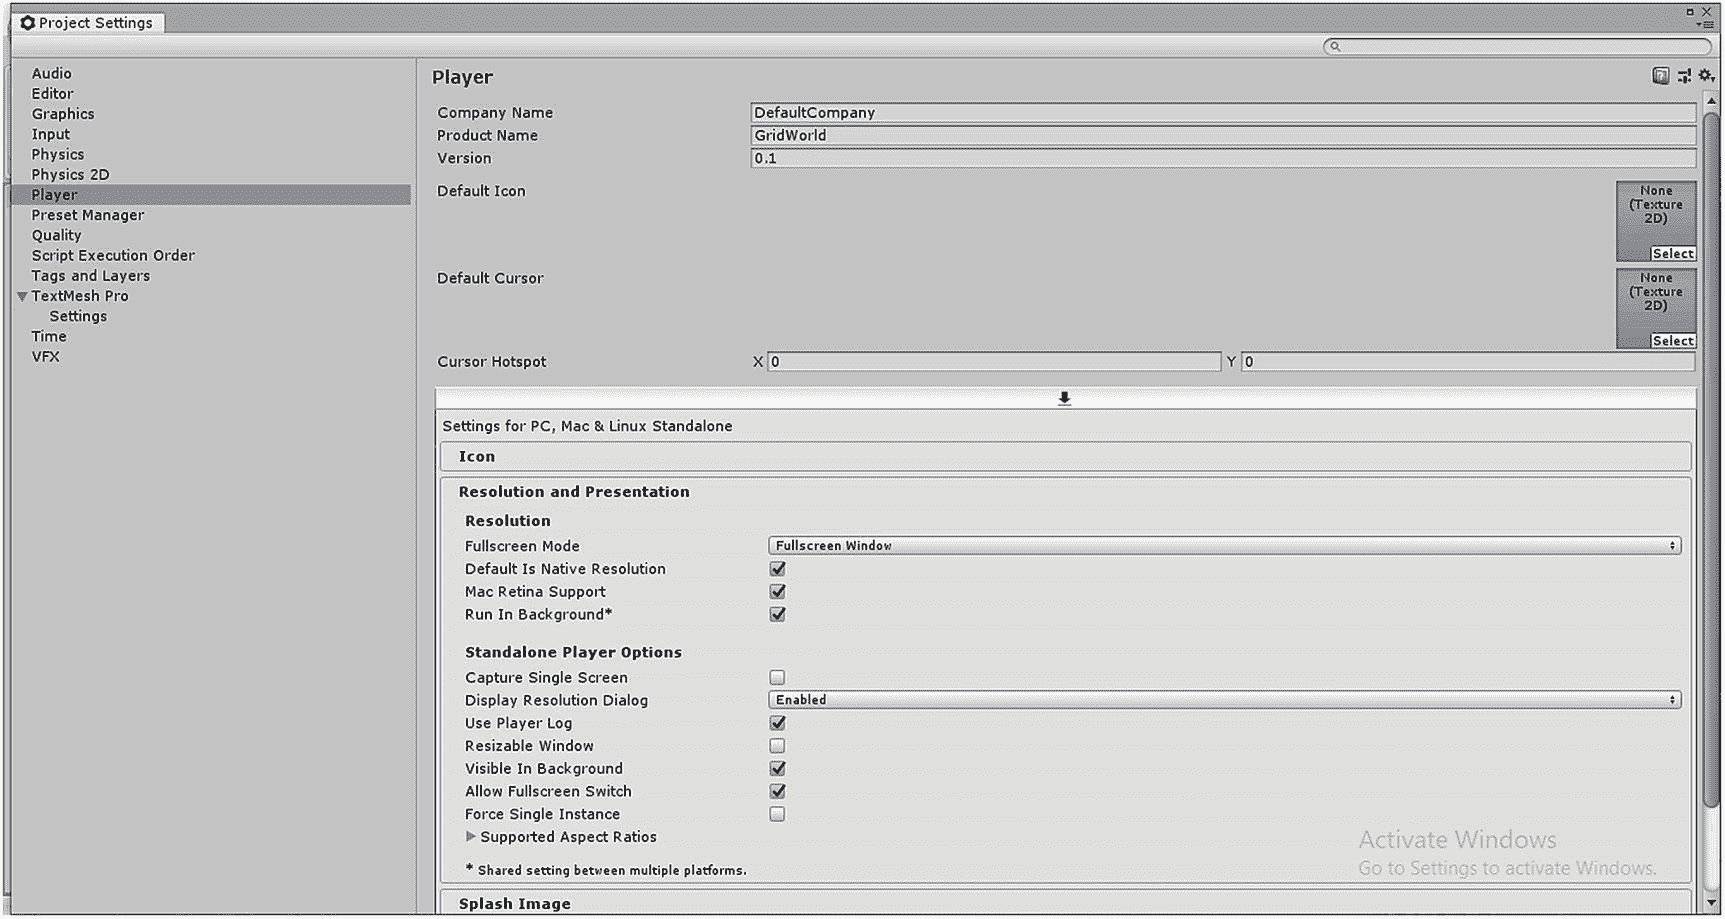 Project Settings
Audio
Editor
Graphics
Input
Physics
Physics 2D
Player
Preset Manager
Quality
Script Execution Order
Tags and Layers
TextMesh Pro
Settings
Time
VFX
Player
Company Name DefaultCompany
Product Name GridWorld
Version 0.1
Default Icon
None
(Texture
2D)
Select
Default Cursor
None
(Texture
2D)
Select
Cursor Hotspot X 0 Y 0
Settings for PC, Mac & Linux Standalone
Icon
Resolution and Presentation
Resolution
Fullscreen Mode Fullscreen Window
Default Is Native Resolution
Mac Retina Support
Run In Background*
Standalone Player Options
Capture Single Screen
Display Resolution Dialog Enabled
Use Player Log
Resizable Window
Visible In Background
Allow Fullscreen Switch
Force Single Instance
Supported Aspect Ratios
* Shared setting between multiple platforms.
Activate Windows
Go to Settings to activate Windows.
Splash Image